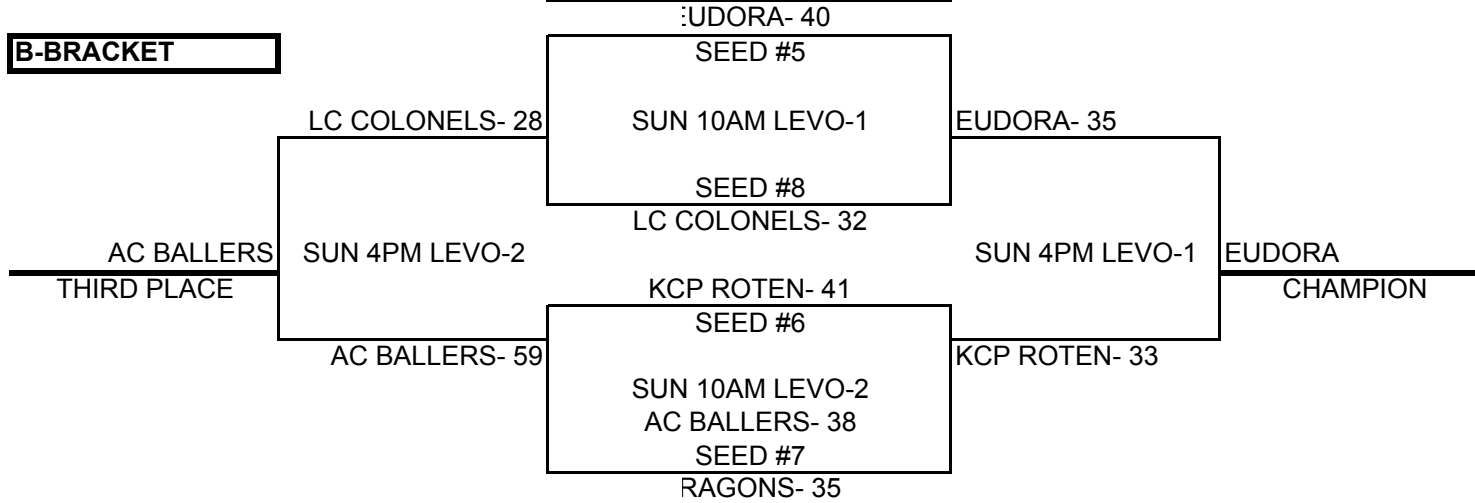 EUDORA- 40
B-BRACKET
SEED #5
LC COLONELS- 28
SUN 10AM LEVO-1
EUDORA- 35
SEED #8
LC COLONELS- 32
AC BALLERS
SUN 4PM LEVO-2
SUN 4PM LEVO-1
EUDORA
THIRD PLACE
KCP ROTEN- 41
CHAMPION
SEED #6
AC BALLERS- 59
KCP ROTEN- 33
SUN 10AM LEVO-2
AC BALLERS- 38
SEED #7
RAGONS- 35